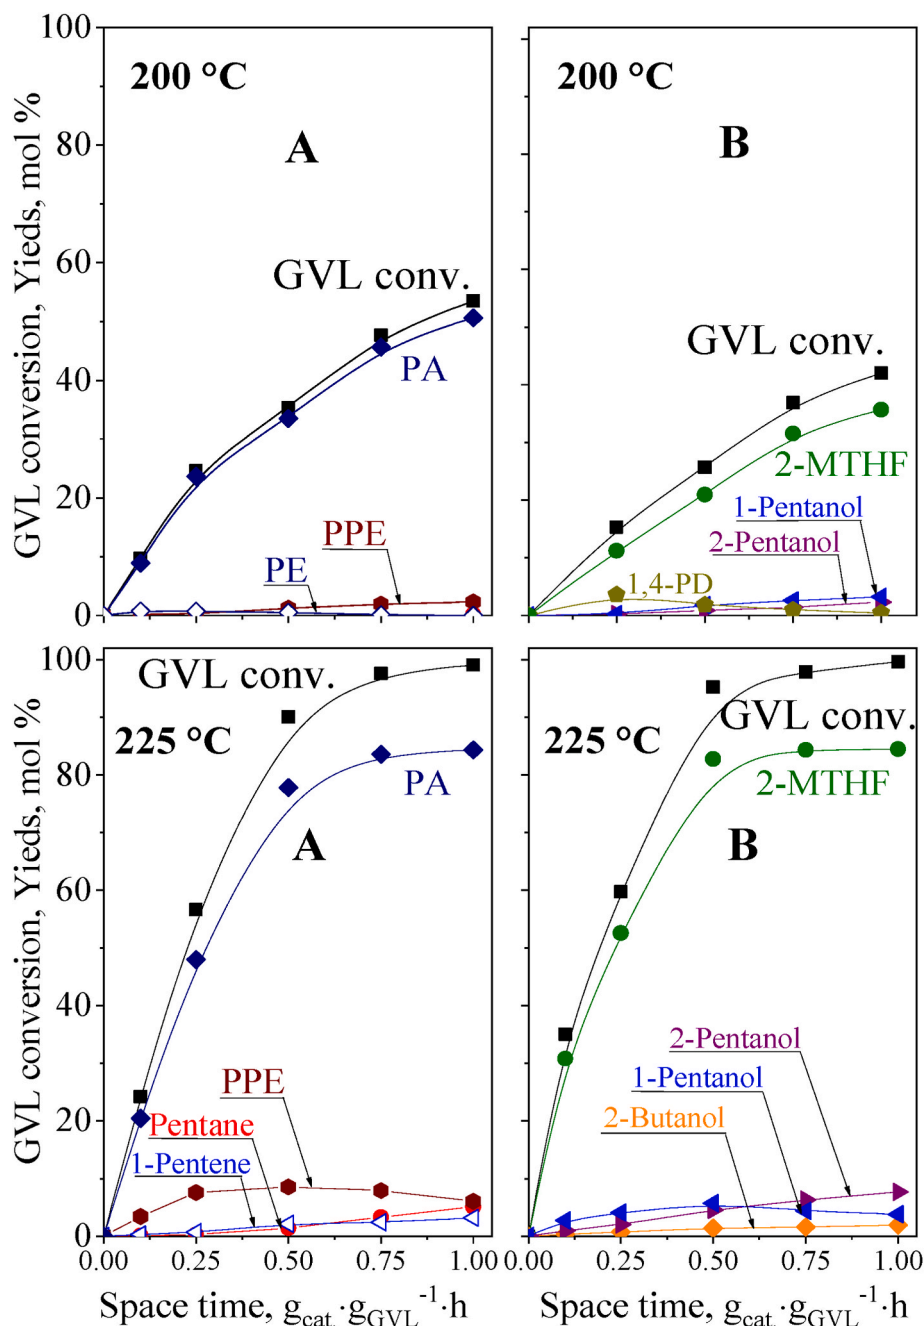 GVL conversion, Yieds, mol %
100
80
60
40
20
0
200 °C
A
GVL conv.
PA
PPE
PE
200 °C
B
GVL conv.
2-MTHF
1-Pentanol
2-Pentanol
1,4-PD
GVL conversion, Yieds, mol %
100
80
60
40
20
0
GVL conv.
225 °C
PA
A
PPE
Pentane
1-Pentene
0.00 0.25 0.50 0.75 1.00
Space time, gcat.·gGVL-1·h
GVL conv.
225 °C
2-MTHF
B
2-Pentanol
1-Pentanol
2-Butanol
0.00 0.25 0.50 0.75 1.00
Space time, gcat.·gGVL-1·h